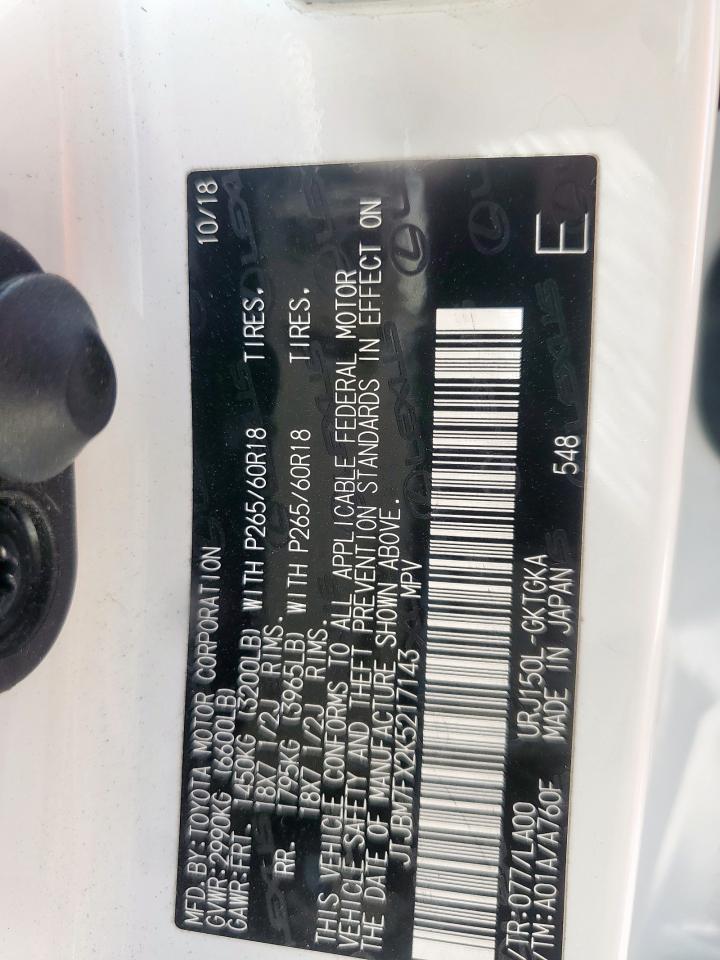 MFD. BY:TOYOTA MOTOR CORPORATION 10/18
GVWR:2990KG (6600LB)
GAWR:FRT. 1450KG (3200LB) WITH P265/60R18 TIRES.
18X7 1/2J RIMS.
RR. 1795KG (3965LB) WITH P265/60R18 TIRES.
18X7 1/2J RIMS.
THIS VEHICLE CONFORMS TO ALL APPLICABLE FEDERAL MOTOR
VEHICLE SAFETY AND THEFT PREVENTION STANDARDS IN EFFECT ON
THE DATE OF MANUFACTURE SHOWN ABOVE.
JTJBM7FX2K5217143 MPV
/TR:077/LA00 URJ150L-GKTGKA
/TM:A01A/A760F MADE IN JAPAN 548 E
LEXUS